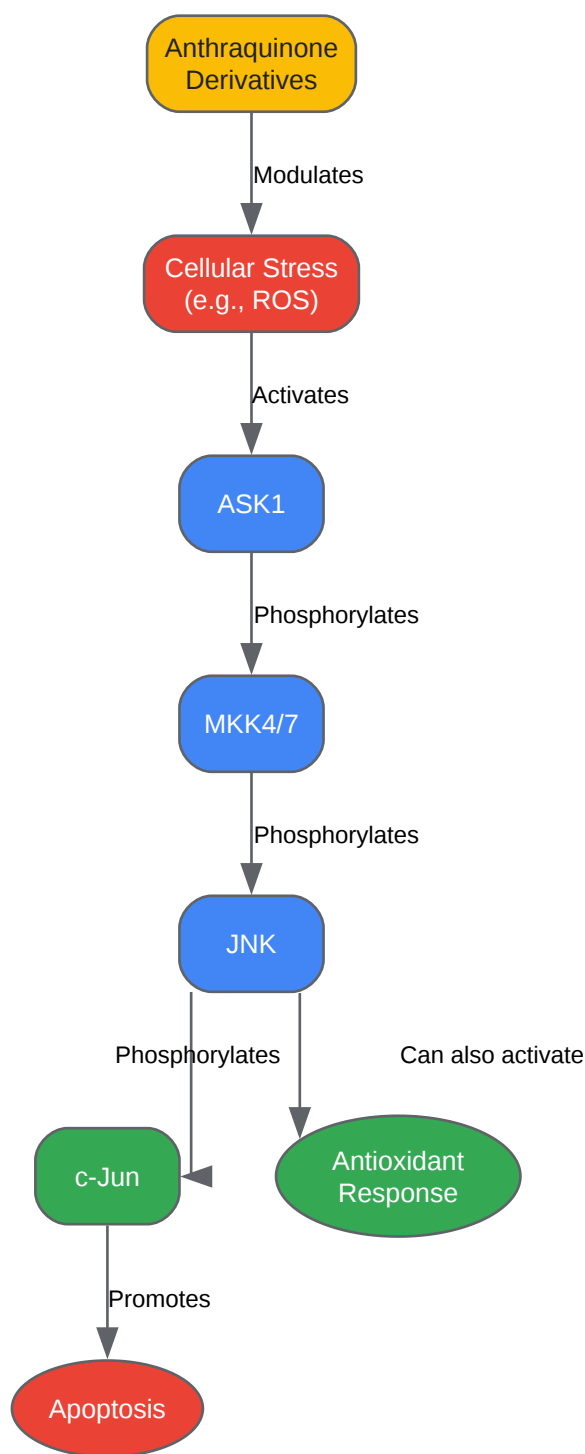 Anthraquinone
Derivatives
Modulates
Cellular Stress
(e.g., ROS)
Activates
ASK1
Phosphorylates
MKK4/7
Phosphorylates
JNK
Phosphorylates
Can also activate
c-Jun
Antioxidant
Response
Promotes
Apoptosis